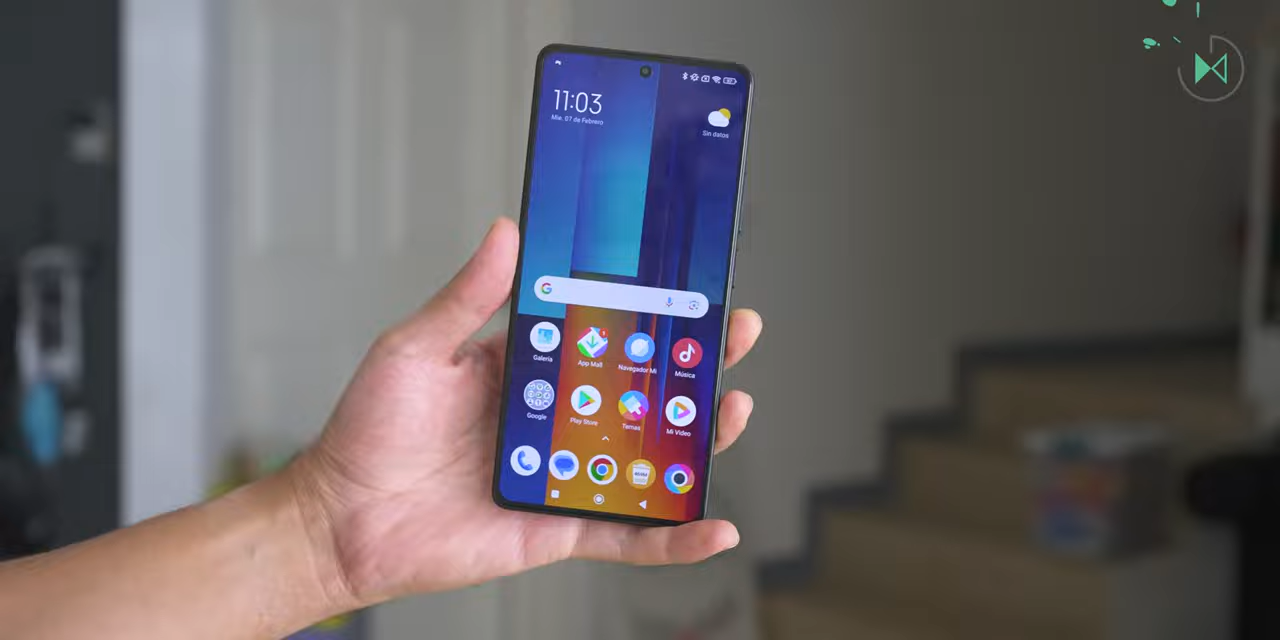 11:03
Mie. 07 de Febrero
Sin datos
Galería
App Mall
Navegador Mi
Música
Google
Play Store
Temas
Mi Video